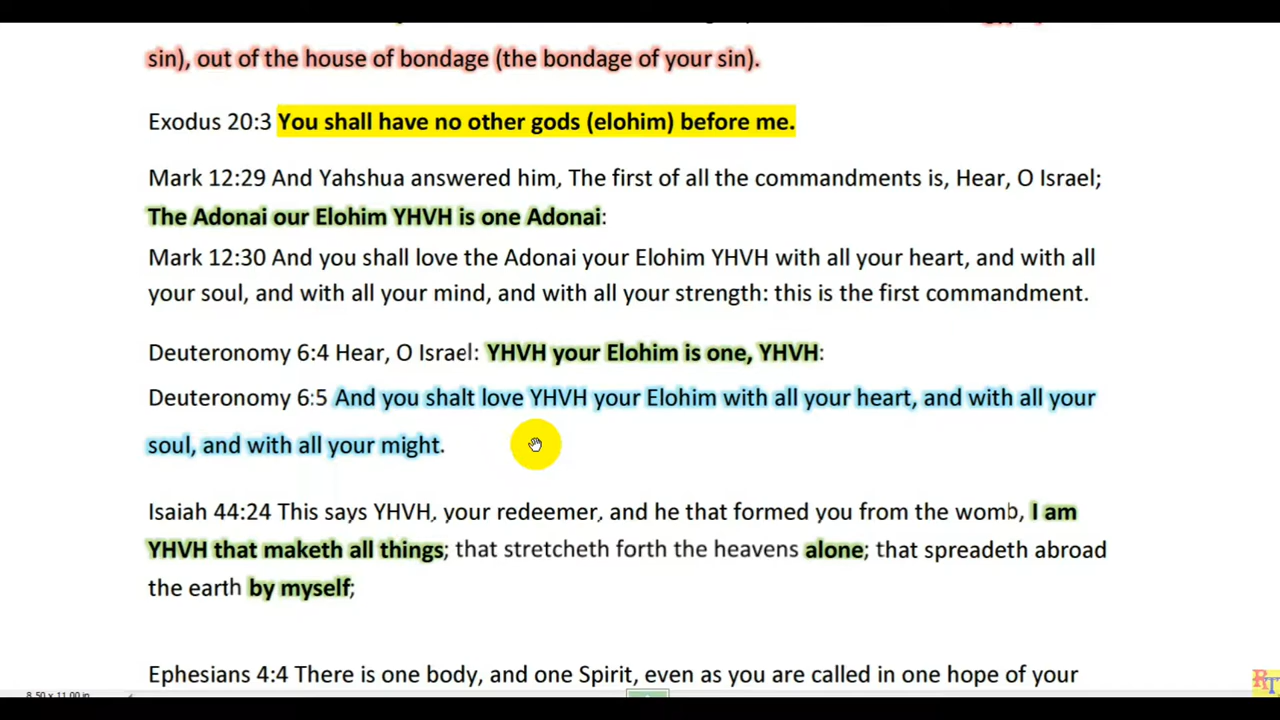 sin), out of the house of bondage (the bondage of your sin).
Exodus 20:3 You shall have no other gods (elohim) before me.
Mark 12:29 And Yahshua answered him, The first of all the commandments is, Hear, O Israel;
The Adonai our Elohim YHVH is one Adonai:
Mark 12:30 And you shall love the Adonai your Elohim YHVH with all your heart, and with all
your soul, and with all your mind, and with all your strength: this is the first commandment.
Deuteronomy 6:4 Hear, O Israel: YHVH your Elohim is one, YHVH:
Deuteronomy 6:5 And you shalt love YHVH your Elohim with all your heart, and with all your
soul, and with all your might.
Isaiah 44:24 This says YHVH, your redeemer, and he that formed you from the womb, I am
YHVH that maketh all things; that stretcheth forth the heavens alone; that spreadeth abroad
the earth by myself;
Ephesians 4:4 There is one body, and one Spirit, even as you are called in one hope of your
8.50 x 11.00 in
RT